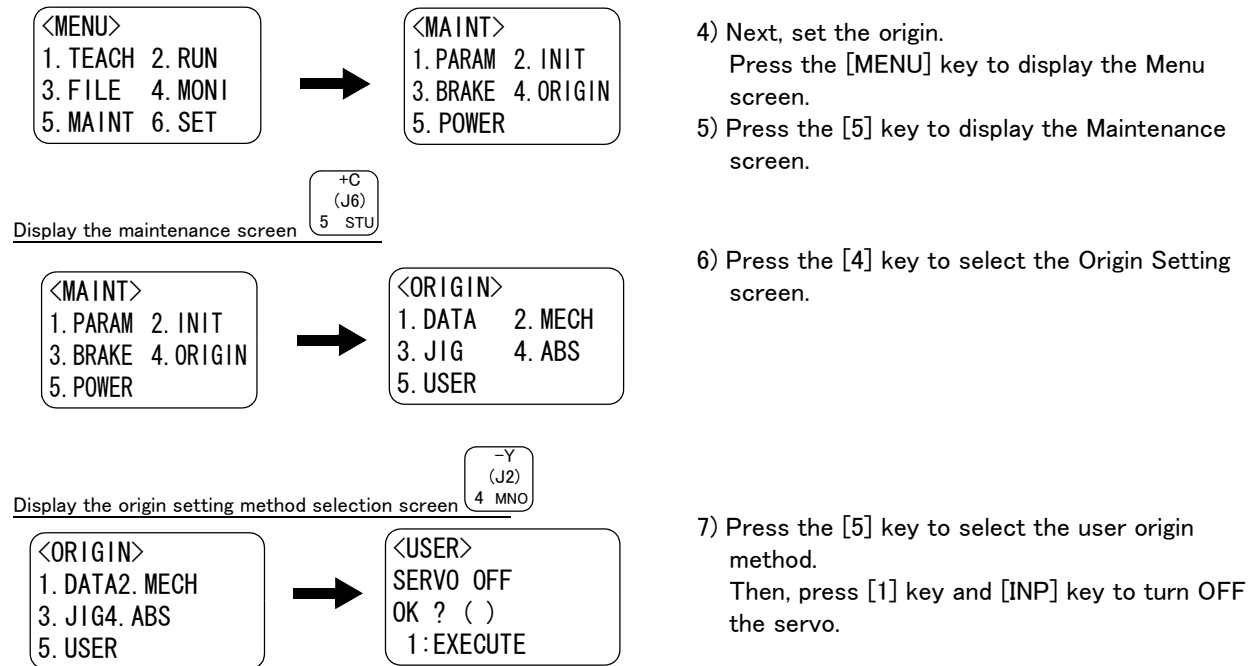 <MENU>
1. TEACH 2. RUN
3. FILE 4. MONI
5. MAINT 6. SET
<MAINT>
1. PARAM 2. INIT
3. BRAKE 4. ORIGIN
5. POWER
4) Next, set the origin.
Press the [MENU] key to display the Menu
screen.
5) Press the [5] key to display the Maintenance
screen.
Display the maintenance screen
+C
(J6)
5 STU
<MAINT>
1. PARAM 2. INIT
3. BRAKE 4. ORIGIN
5. POWER
<ORIGIN>
1. DATA 2. MECH
3. JIG 4. ABS
5. USER
6) Press the [4] key to select the Origin Setting
screen.
Display the origin setting method selection screen
−Y
(J2)
4 MNO
<ORIGIN>
1. DATA2. MECH
3. JIG4. ABS
5. USER
<USER>
SERVO OFF
OK ? ( )
1:EXECUTE
7) Press the [5] key to select the user origin
method.
Then, press [1] key and [INP] key to turn OFF
the servo.